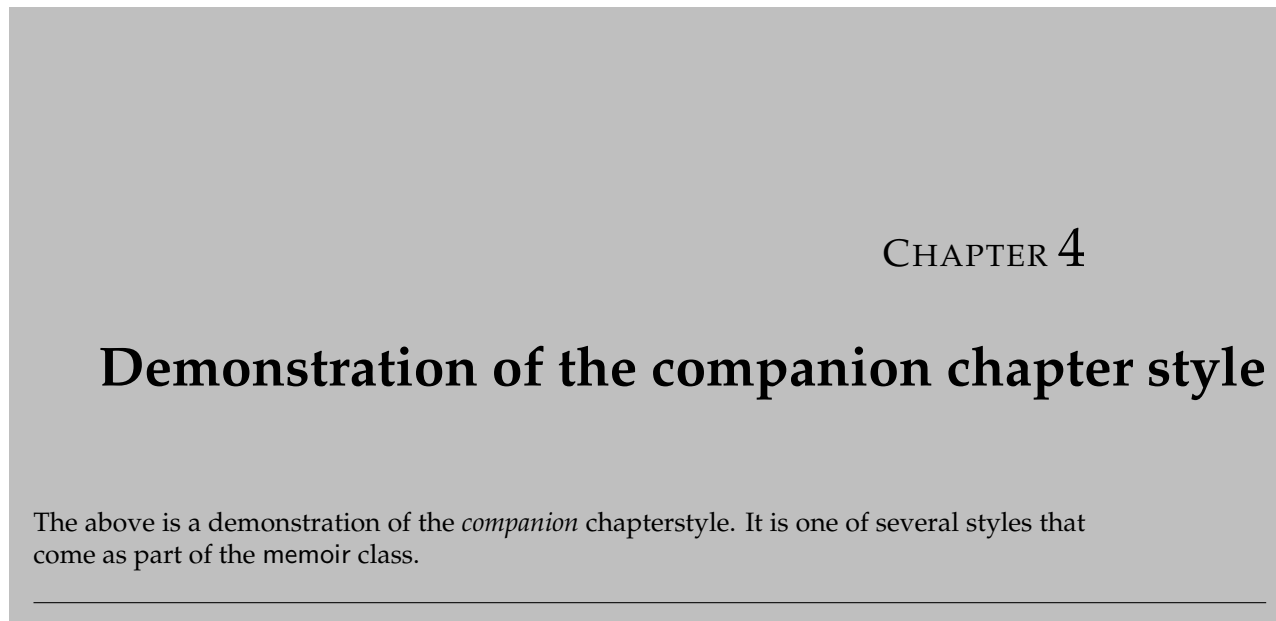 CHAPTER 4
Demonstration of the companion chapter style
The above is a demonstration of the companion chapterstyle. It is one of several styles that
come as part of the memoir class.